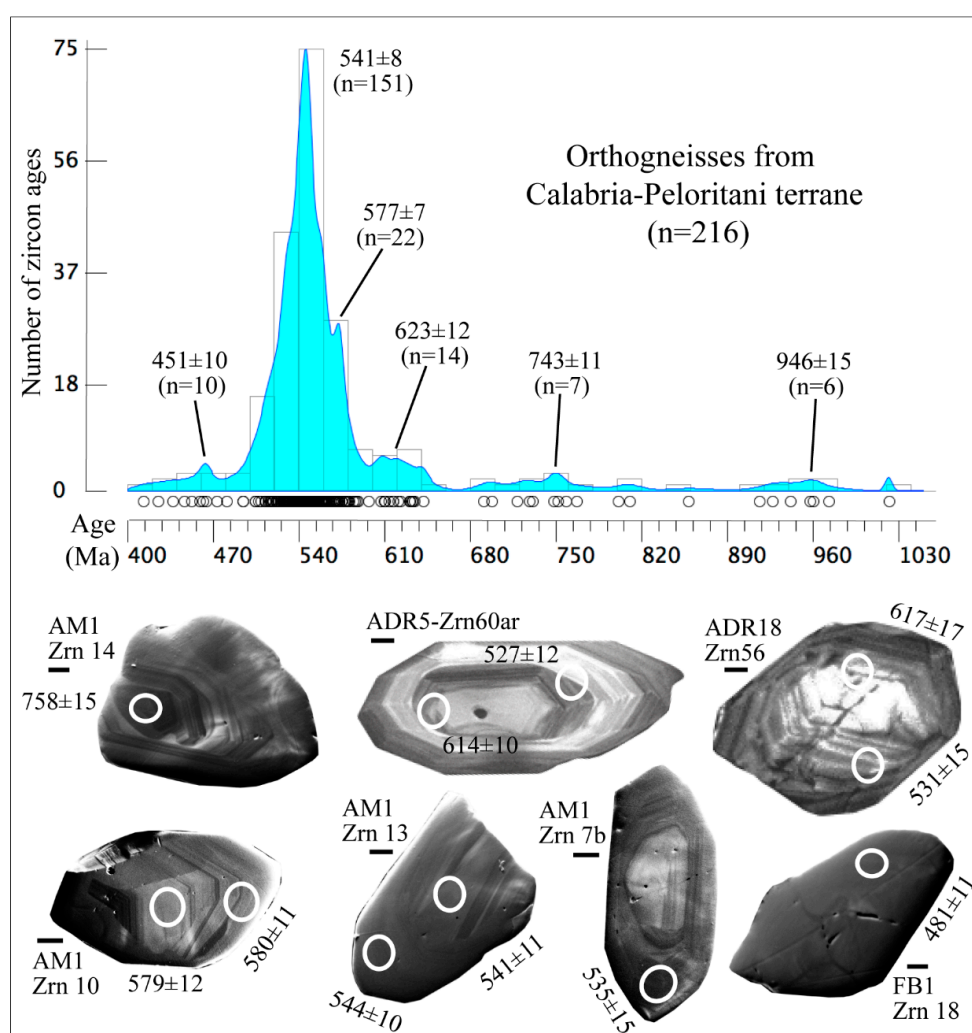 75
56
37
18
0
Number of zircon ages
541±8
(n=151)
577±7
(n=22)
623±12
(n=14)
451±10
(n=10)
743±11
(n=7)
946±15
(n=6)
Orthogneisses from
Calabria-Peloritani terrane
(n=216)
Age
(Ma)
400 470 540 610 680 750 820 890 960 1030
AM1
Zrn 14
758±15
ADR5-Zrn60ar
527±12
614±10
ADR18
Zrn56
617±17
531±15
AM1
Zrn 10
579±12
580±11
AM1
Zrn 13
544±10
541±11
AM1
Zrn 7b
535±15
481±11
FB1
Zrn 18